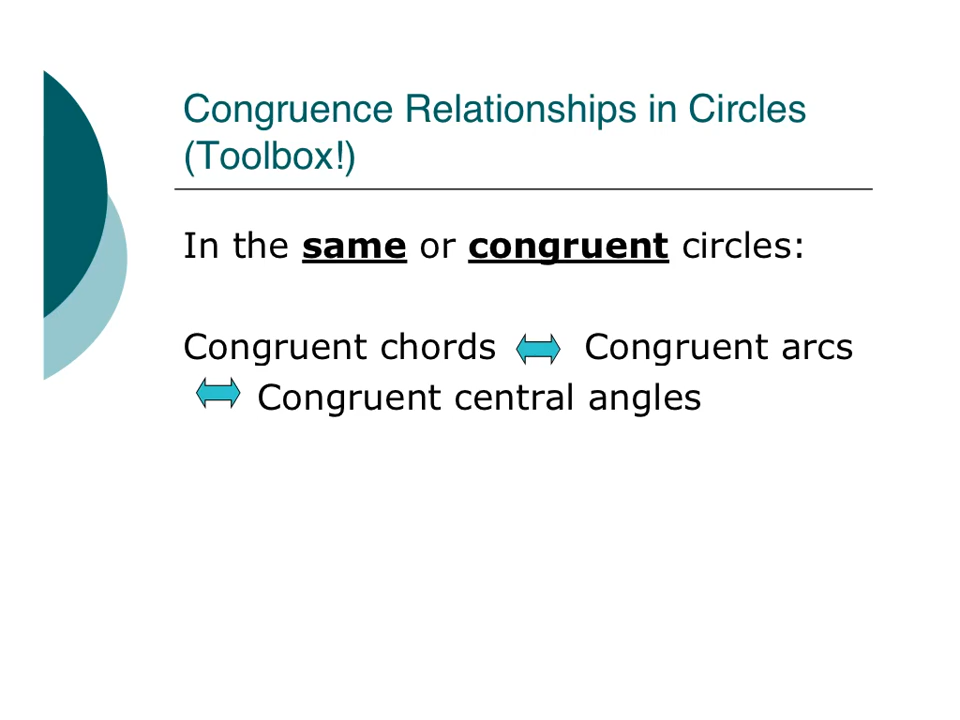 Congruence Relationships in Circles
(Toolbox!)
In the same or congruent circles:
Congruent chords Congruent arcs
Congruent central angles